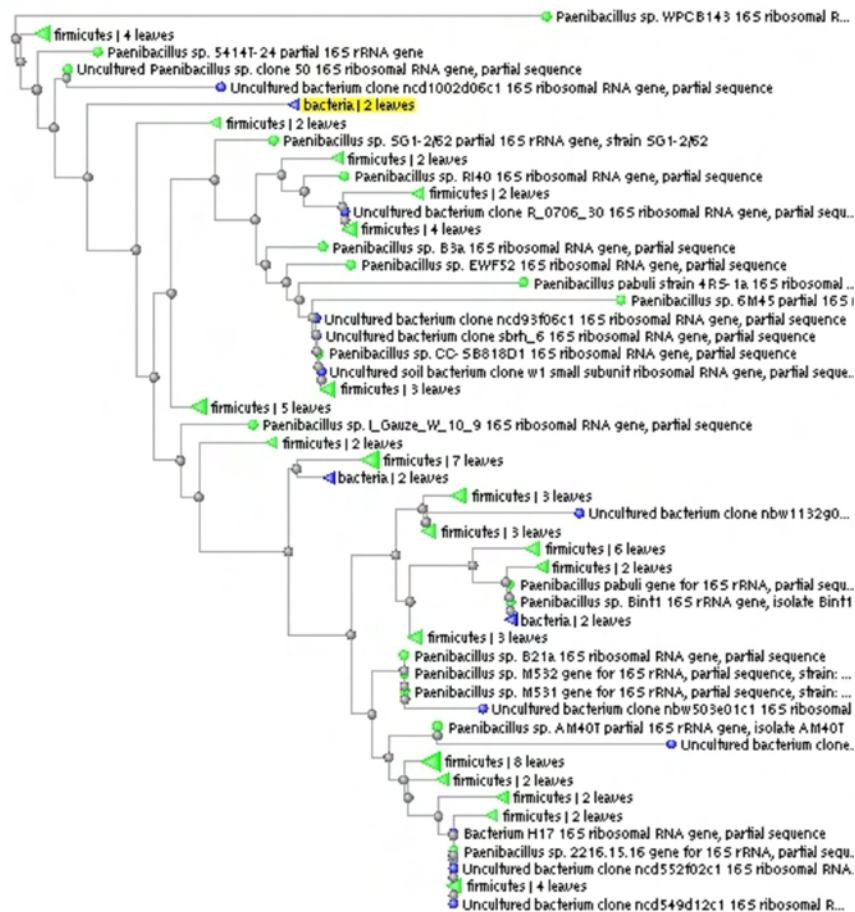 Paenibacillus sp. WPCB143 16S ribosomal R...
firmicutes | 4 leaves
Paenibacillus sp. 5414T-24 partial 16S rRNA gene
Uncultured Paenibacillus sp. clone 50 16S ribosomal RNA gene, partial sequence
Uncultured bacterium clone ncd1002d06c1 16S ribosomal RNA gene, partial sequence
bacteria | 2 leaves
firmicutes | 2 leaves
Paenibacillus sp. SG1-2/62 partial 16S rRNA gene, strain SG1-2/62
firmicutes | 2 leaves
Paenibacillus sp. RI40 16S ribosomal RNA gene, partial sequence
firmicutes | 2 leaves
Uncultured bacterium clone R_0706_30 16S ribosomal RNA gene, partial sequ...
firmicutes | 4 leaves
Paenibacillus sp. B3a 16S ribosomal RNA gene, partial sequence
Paenibacillus sp. EWF52 16S ribosomal RNA gene, partial sequence
Paenibacillus pabuli strain 4RS-1a 16S ribosomal ...
Paenibacillus sp. 6M45 partial 16S r
Uncultured bacterium clone ncd93f06c1 16S ribosomal RNA gene, partial sequence
Uncultured bacterium clone sbrh_6 16S ribosomal RNA gene, partial sequence
Paenibacillus sp. CC-SB818D1 16S ribosomal RNA gene, partial sequence
Uncultured soil bacterium clone w1 small subunit ribosomal RNA gene, partial seque...
firmicutes | 3 leaves
firmicutes | 5 leaves
Paenibacillus sp. I_Gauze_W_10_9 16S ribosomal RNA gene, partial sequence
firmicutes | 2 leaves
firmicutes | 7 leaves
bacteria | 2 leaves
firmicutes | 3 leaves
Uncultured bacterium clone nbw1132g0...
firmicutes | 3 leaves
firmicutes | 6 leaves
firmicutes | 2 leaves
Paenibacillus pabuli gene for 16S rRNA, partial sequ...
Paenibacillus sp. Bint1 16S rRNA gene, isolate Bint1
bacteria | 2 leaves
firmicutes | 3 leaves
Paenibacillus sp. B21a 16S ribosomal RNA gene, partial sequence
Paenibacillus sp. M532 gene for 16S rRNA, partial sequence, strain: ...
Paenibacillus sp. M531 gene for 16S rRNA, partial sequence, strain: ...
Uncultured bacterium clone nbw503e01c1 16S ribosomal
Paenibacillus sp. AM40T partial 16S rRNA gene, isolate AM40T
Uncultured bacterium clone...
firmicutes | 8 leaves
firmicutes | 2 leaves
firmicutes | 2 leaves
firmicutes | 2 leaves
Bacterium H17 16S ribosomal RNA gene, partial sequence
Paenibacillus sp. 2216.15.16 gene for 16S rRNA, partial sequ...
Uncultured bacterium clone ncd552f02c1 16S ribosomal RNA...
firmicutes | 4 leaves
Uncultured bacterium clone ncd549d12c1 16S ribosomal R...